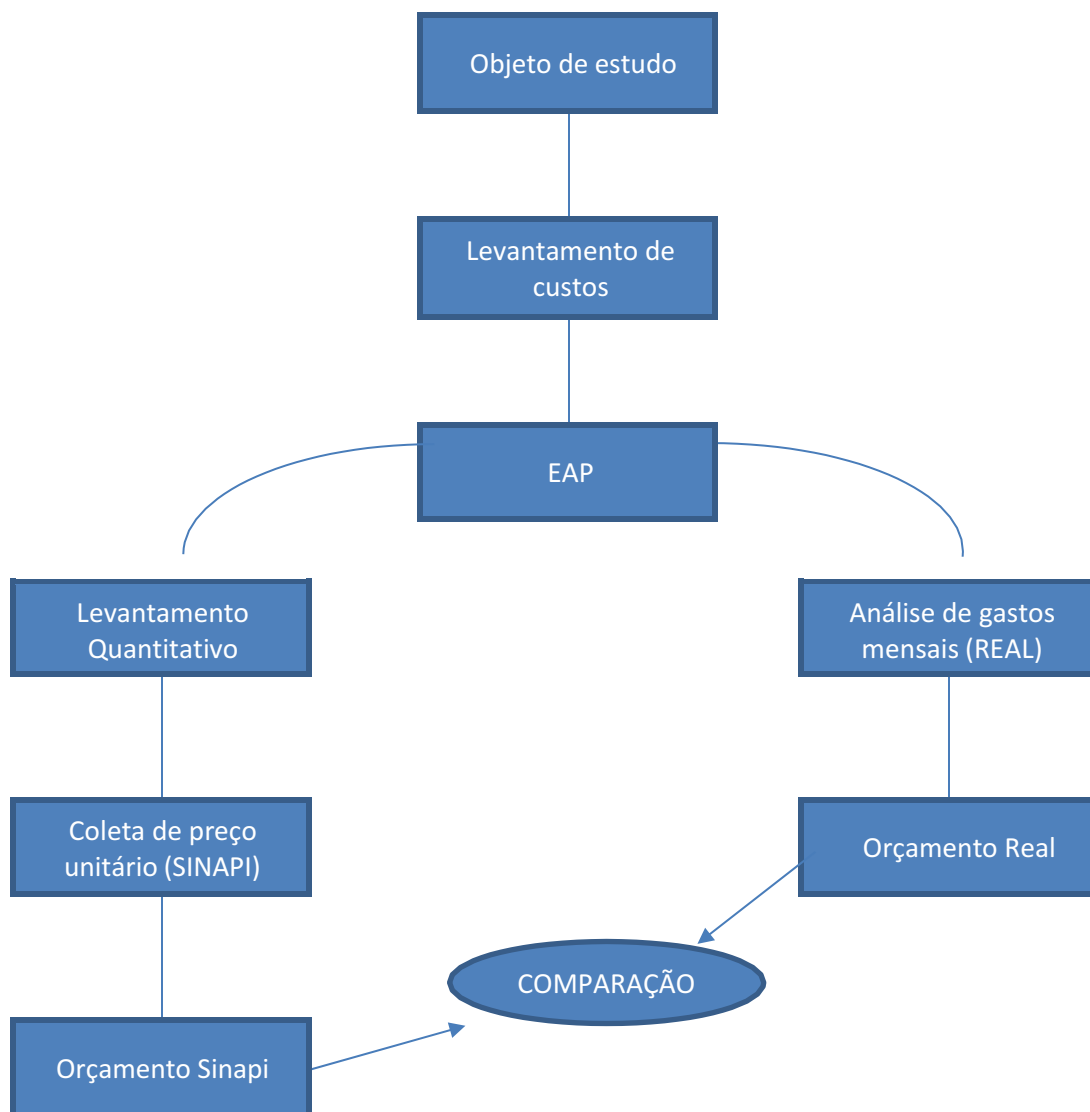 Objeto de estudo
Levantamento de
custos
EAP
Levantamento
Quantitativo
Análise de gastos
mensais (REAL)
Coleta de preço
unitário (SINAPI)
Orçamento Real
COMPARAÇÃO
Orçamento Sinapi